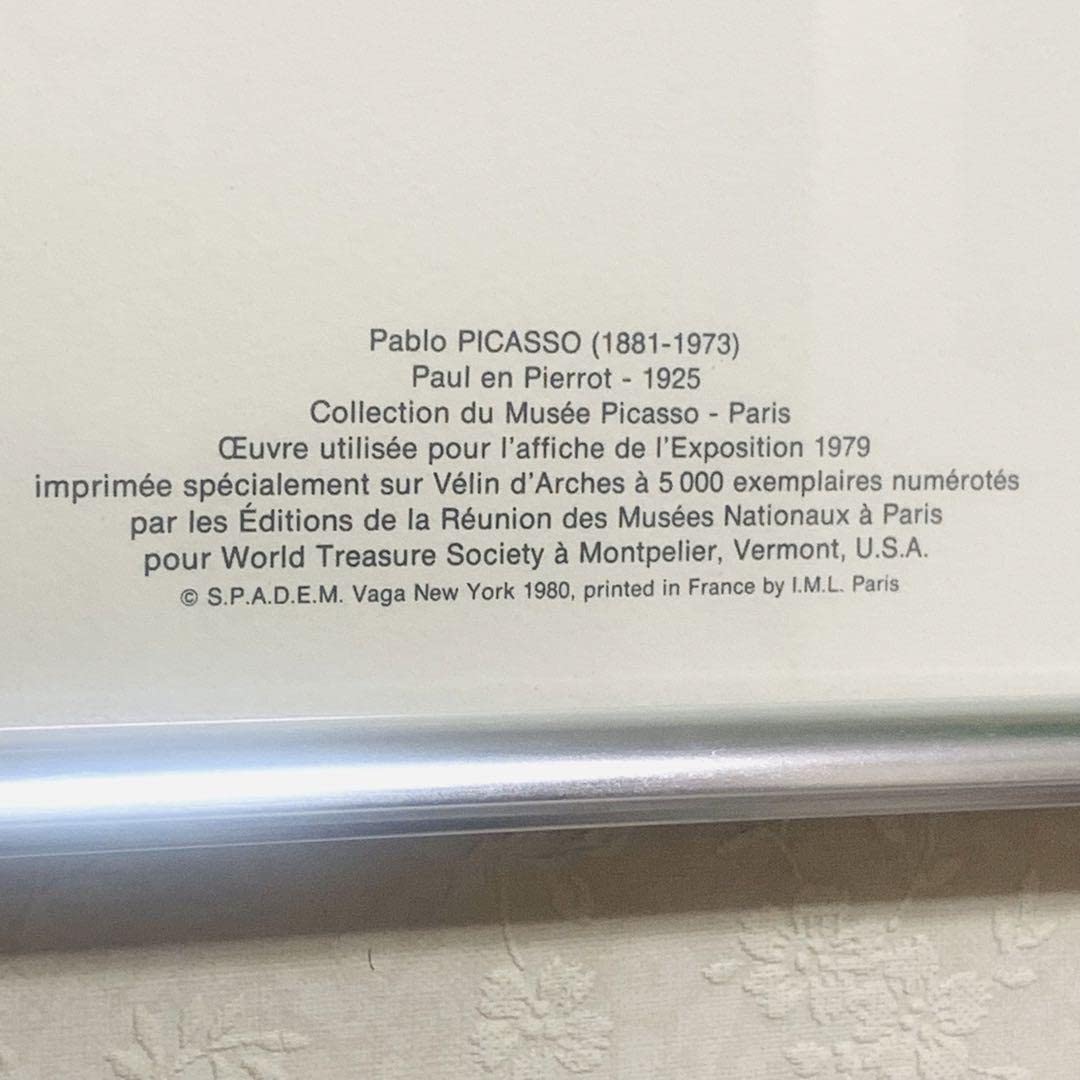 Pablo PICASSO (1881-1973)
Paul en Pierrot - 1925
Collection du Musée Picasso - Paris
Œuvre utilisée pour l'affiche de l'Exposition 1979
imprimée spécialement sur Vélin d'Arches à 5 000 exemplaires numérotés
par les Éditions de la Réunion des Musées Nationaux à Paris
pour World Treasure Society à Montpelier, Vermont, U.S.A.
© S.P.A.D.E.M. Vaga New York 1980, printed in France by I.M.L. Paris